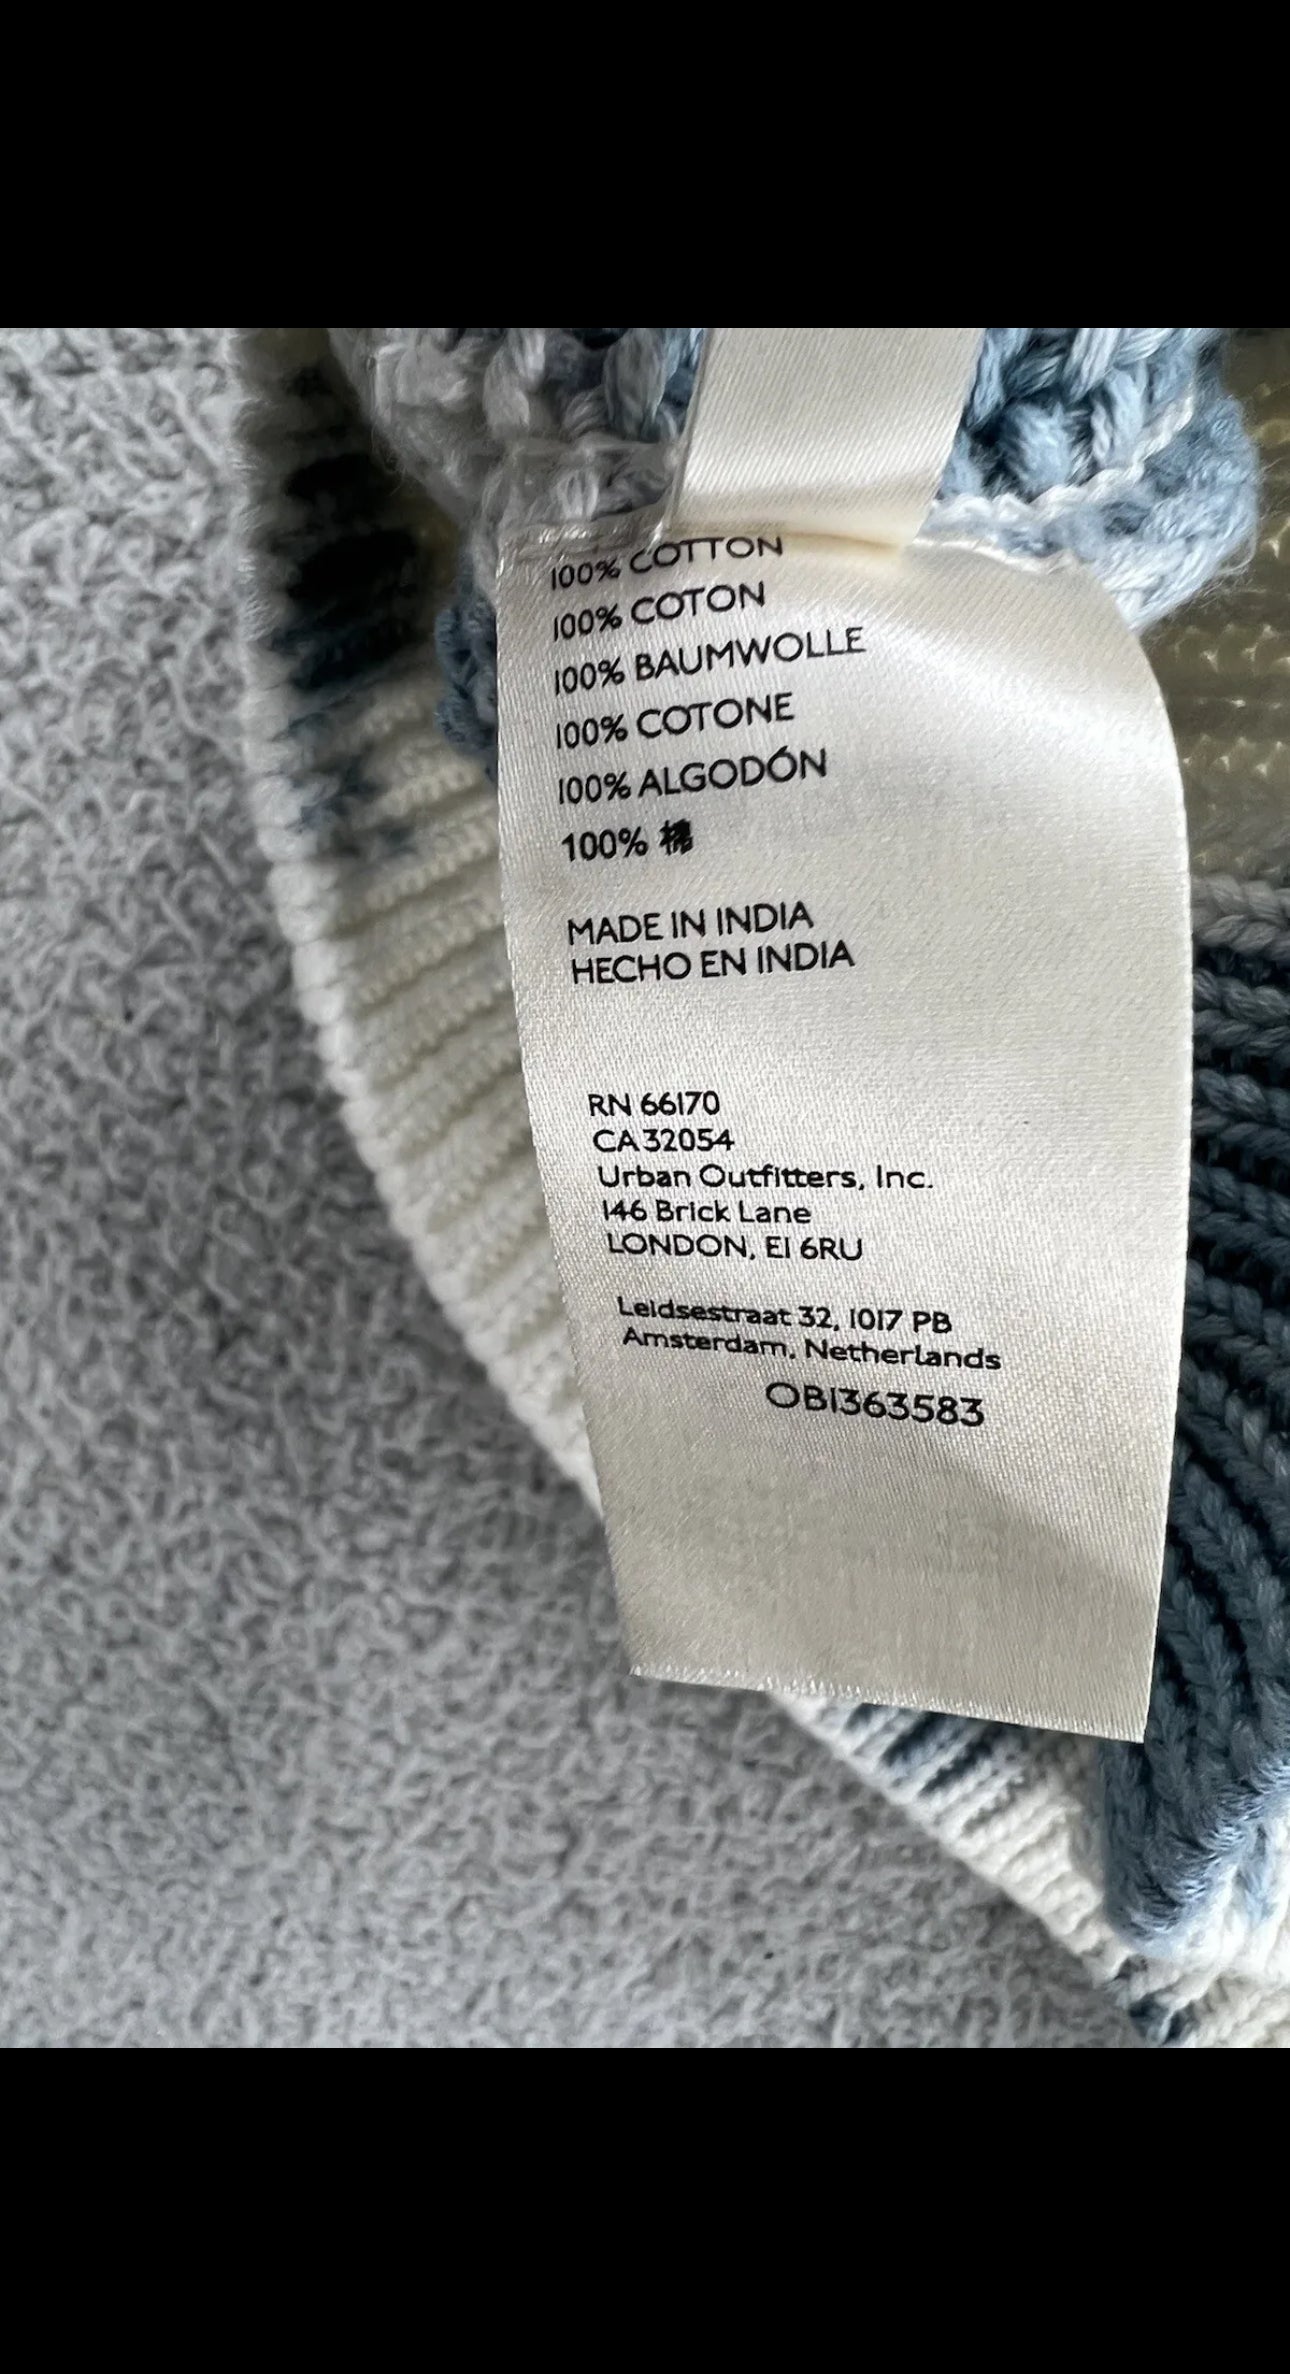 100% COTTON
100% COTON
100% BAUMWOLLE
100% COTONE
100% ALGODÓN
100% 棉
MADE IN INDIA
HECHO EN INDIA
RN 66170
CA 32054
Urban Outfitters, Inc.
146 Brick Lane
LONDON, E1 6RU
Leidsestraat 32, 1017 PB
Amsterdam, Netherlands
OB1363583